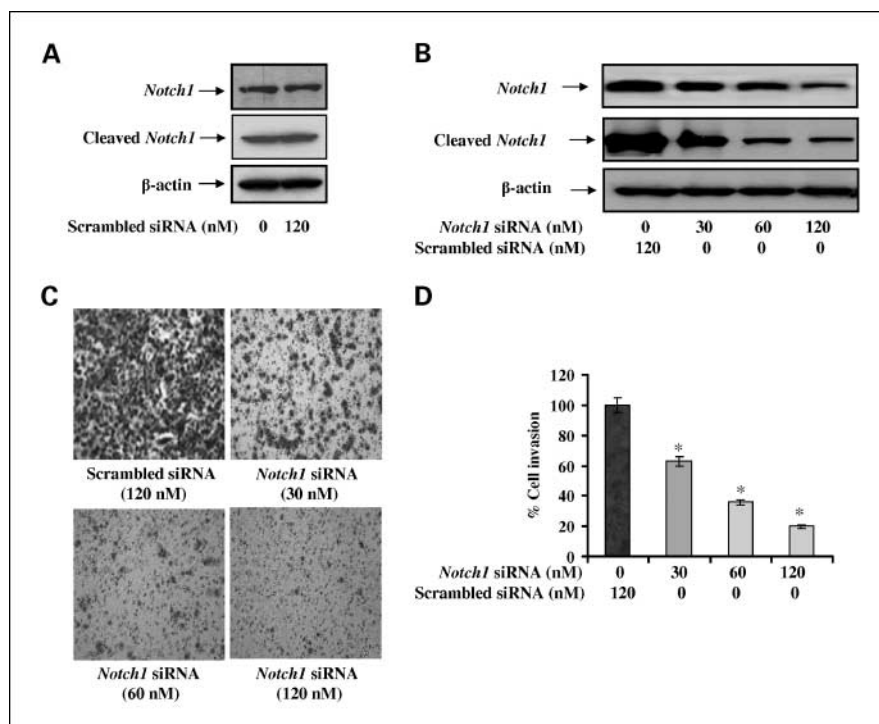 A
Notch1
Cleaved Notch1
β-actin
Scrambled siRNA (nM) 0 120
B
Notch1
Cleaved Notch1
β-actin
Notch1 siRNA (nM) 0 30 60 120
Scrambled siRNA (nM) 120 0 0 0
C
Scrambled siRNA
(120 nM)
Notch1 siRNA
(30 nM)
Notch1 siRNA
(60 nM)
Notch1 siRNA
(120 nM)
D
% Cell invasion
120
100
80
60
40
20
0
*
*
*
Notch1 siRNA (nM) 0 30 60 120
Scrambled siRNA (nM) 120 0 0 0